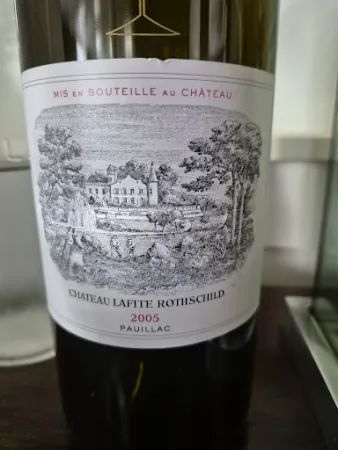 MIS EN BOUTEILLE AU CHÂTEAU
CHATEAU LAFITE ROTHSCHILD
2005
PAUILLAC